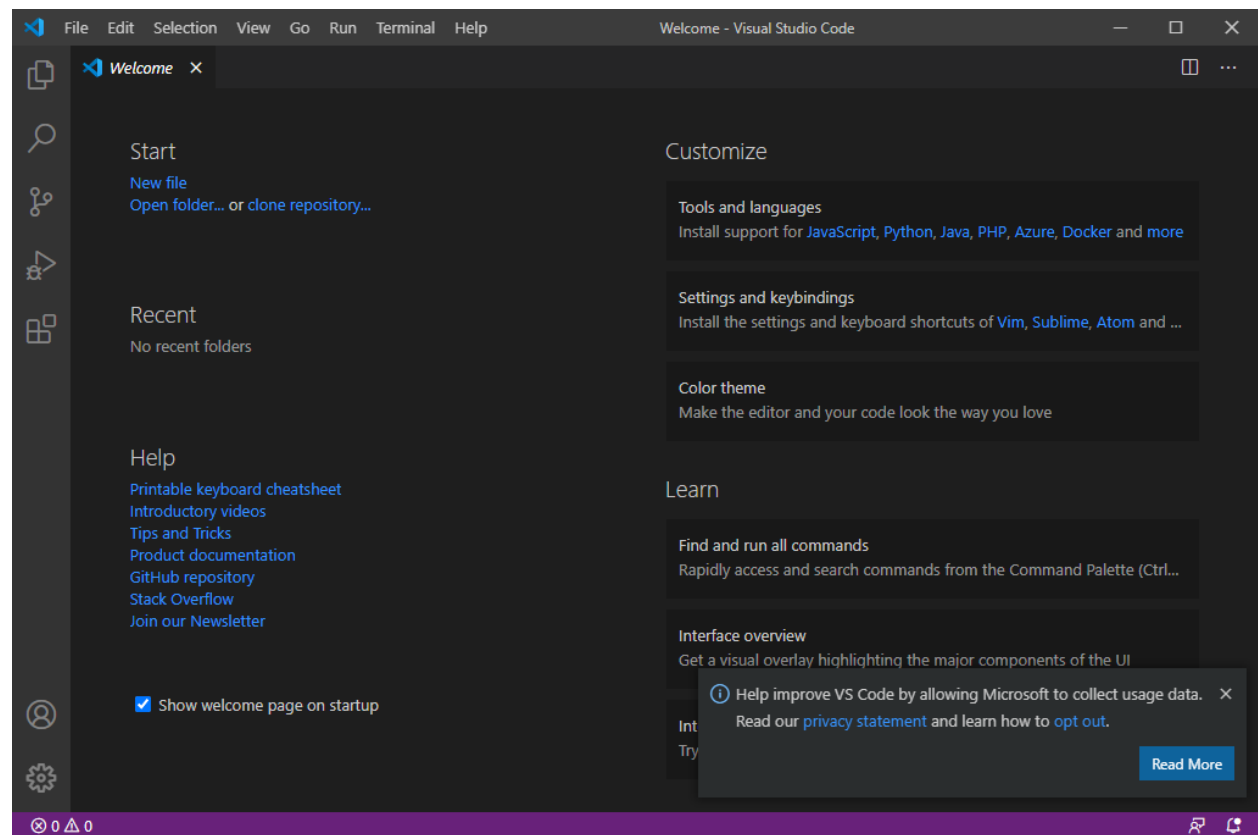 File Edit Selection View Go Run Terminal Help Welcome - Visual Studio Code
Welcome
Start
New file
Open folder... or clone repository...
Recent
No recent folders
Help
Printable keyboard cheatsheet
Introductory videos
Tips and Tricks
Product documentation
GitHub repository
Stack Overflow
Join our Newsletter
Show welcome page on startup
Customize
Tools and languages
Install support for JavaScript, Python, Java, PHP, Azure, Docker and more
Settings and keybindings
Install the settings and keyboard shortcuts of Vim, Sublime, Atom and ...
Color theme
Make the editor and your code look the way you love
Learn
Find and run all commands
Rapidly access and search commands from the Command Palette (Ctrl...
Interface overview
Get a visual overlay highlighting the major components of the UI
Int
Try
Help improve VS Code by allowing Microsoft to collect usage data.
Read our privacy statement and learn how to opt out.
Read More
0 0